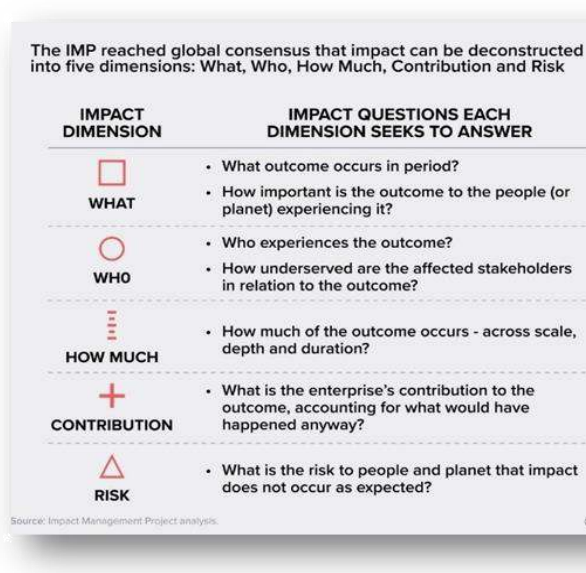 The IMP reached global consensus that impact can be deconstructed
into five dimensions: What, Who, How Much, Contribution and Risk
IMPACT
DIMENSION
IMPACT QUESTIONS EACH
DIMENSION SEEKS TO ANSWER
WHAT
• What outcome occurs in period?
• How important is the outcome to the people (or
planet) experiencing it?
WHO
• Who experiences the outcome?
• How underserved are the affected stakeholders
in relation to the outcome?
HOW MUCH
• How much of the outcome occurs - across scale,
depth and duration?
CONTRIBUTION
• What is the enterprise's contribution to the
outcome, accounting for what would have
happened anyway?
RISK
• What is the risk to people and planet that impact
does not occur as expected?
Source: Impact Management Project analysis.